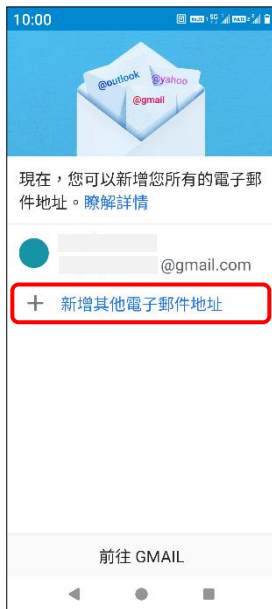 10:00
@outlook
@yahoo
@gmail
現在，您可以新增您所有的電子郵
件地址。瞭解詳情
@gmail.com
新增其他電子郵件地址
前往 GMAIL